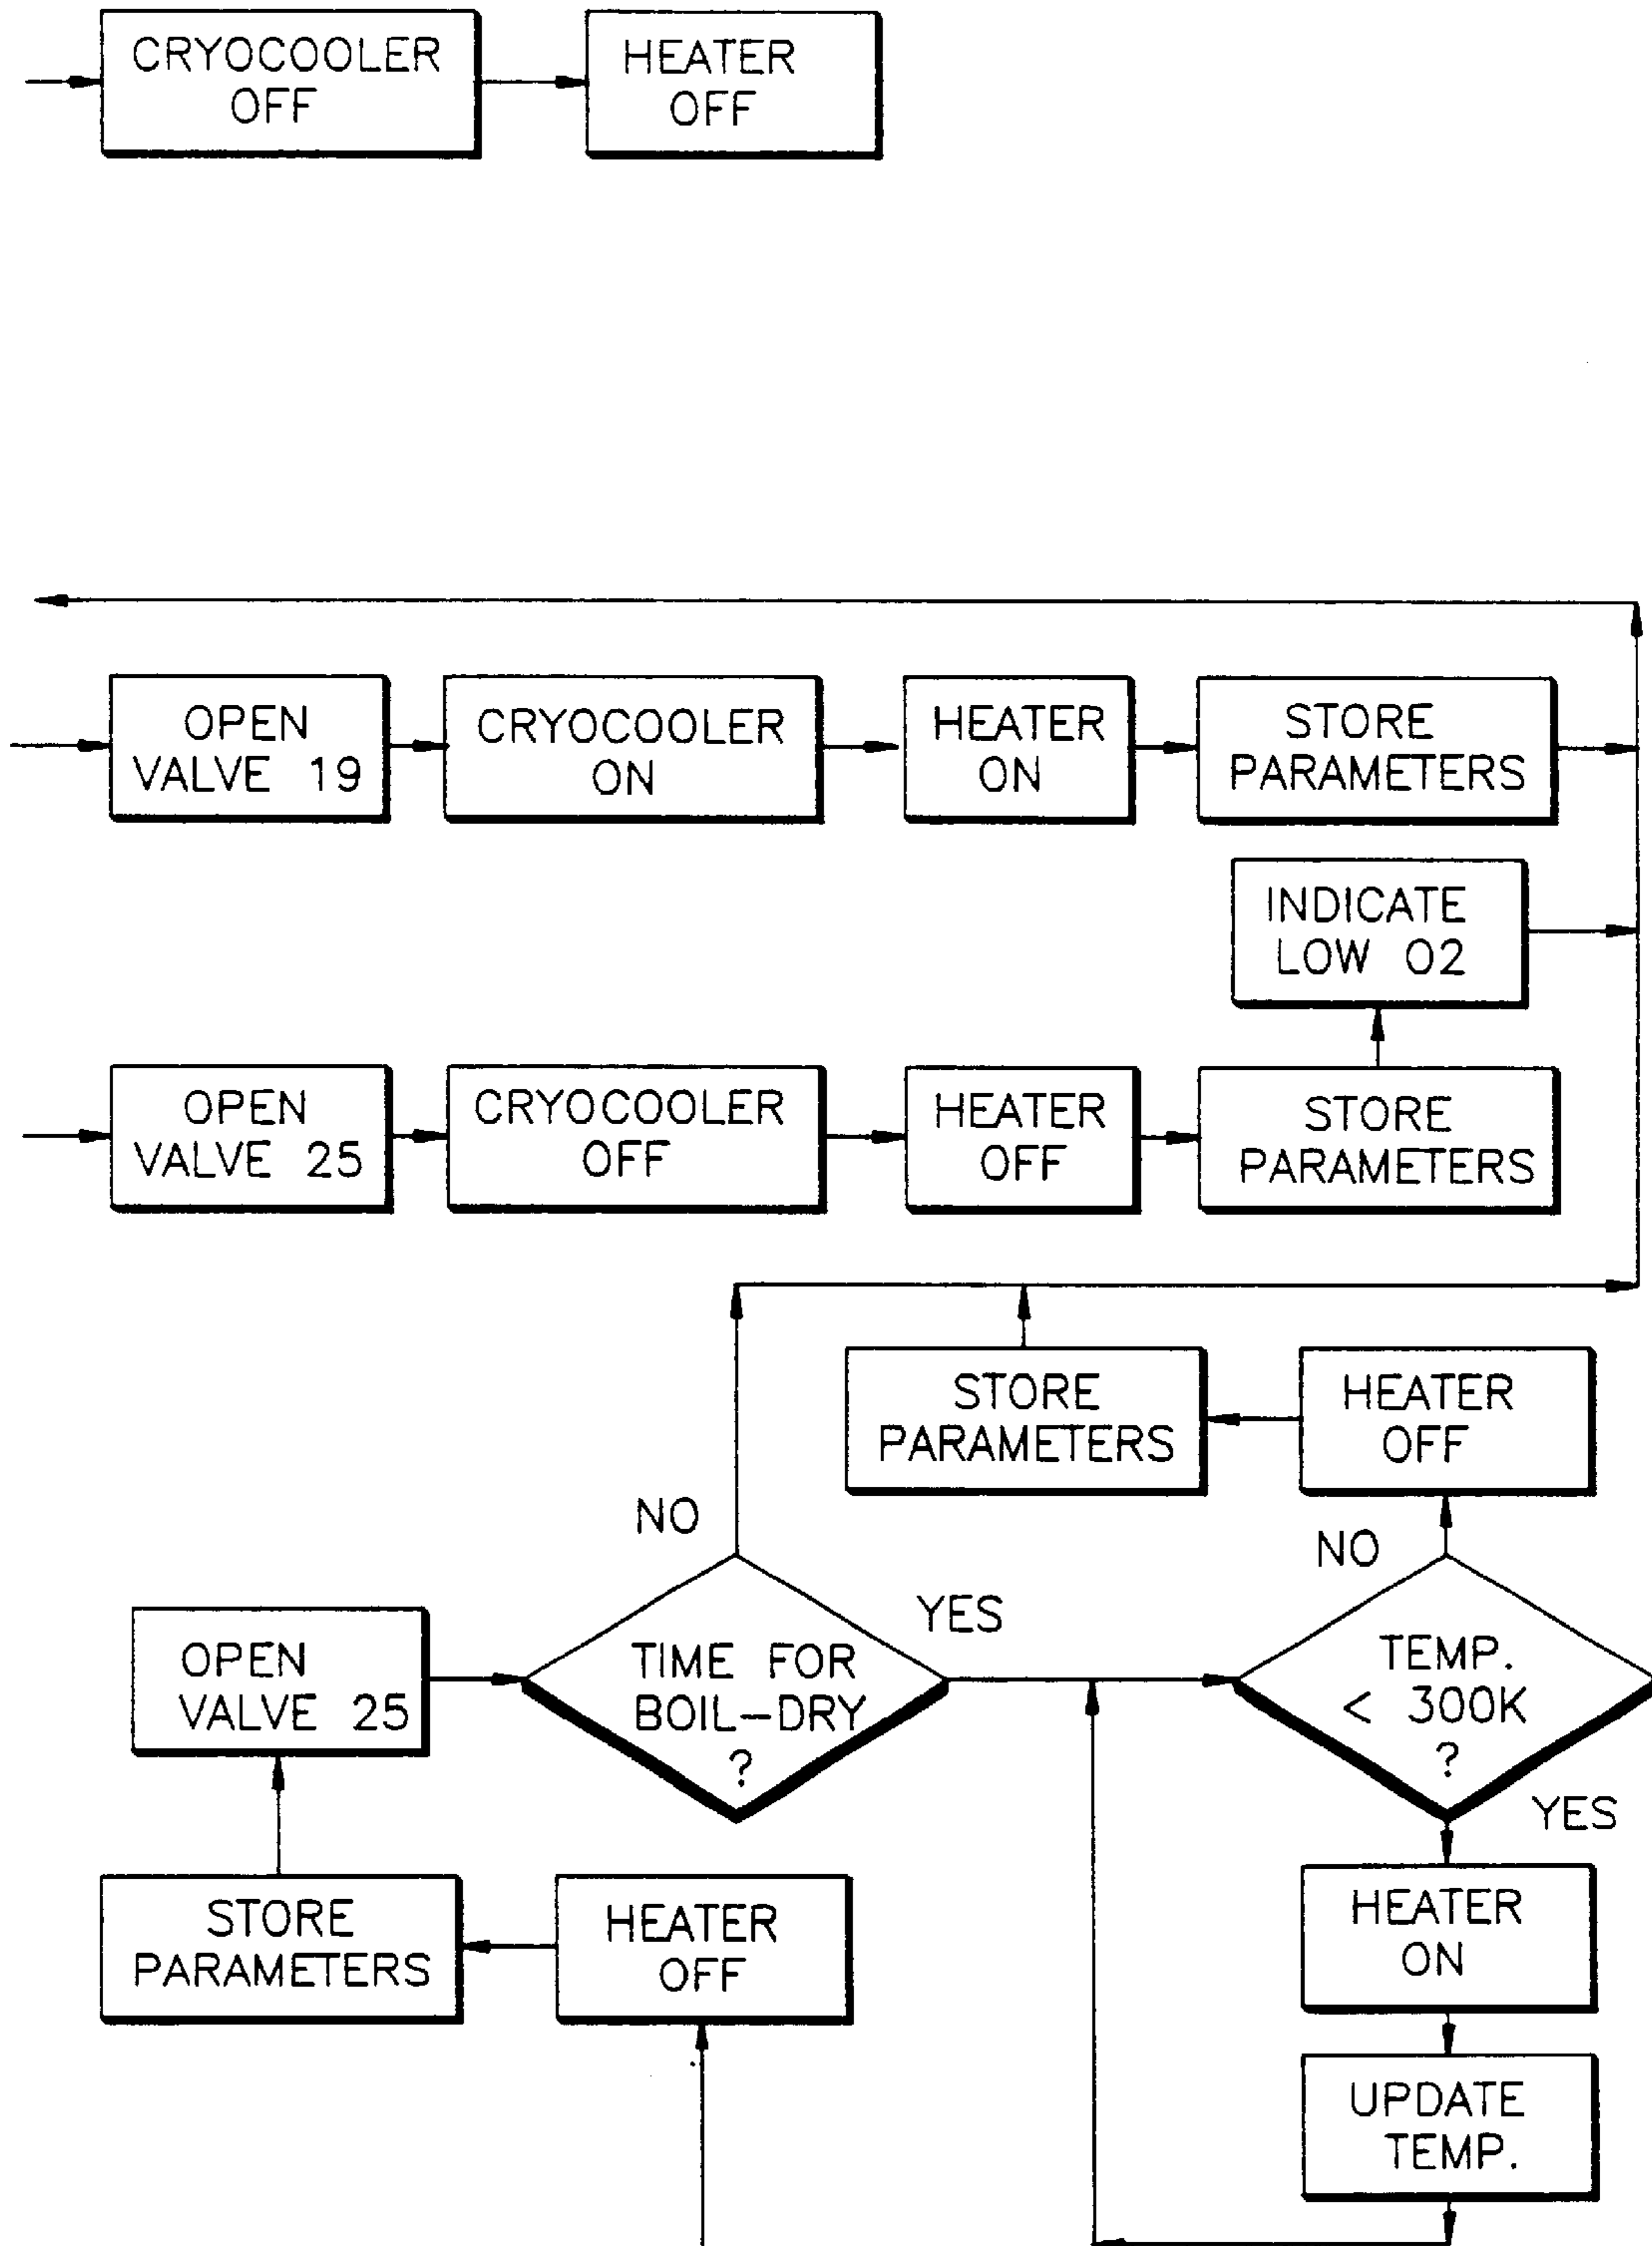 CRYOCOOLER
OFF
HEATER
OFF
OPEN
VALVE 19
CRYOCOOLER
ON
HEATER
ON
STORE
PARAMETERS
INDICATE
LOW O2
OPEN
VALVE 25
CRYOCOOLER
OFF
HEATER
OFF
STORE
PARAMETERS
STORE
PARAMETERS
HEATER
OFF
NO
NO
OPEN
VALVE 25
TIME FOR
BOIL-DRY
?
YES
TEMP.
< 300K
?
YES
STORE
PARAMETERS
HEATER
OFF
HEATER
ON
UPDATE
TEMP.